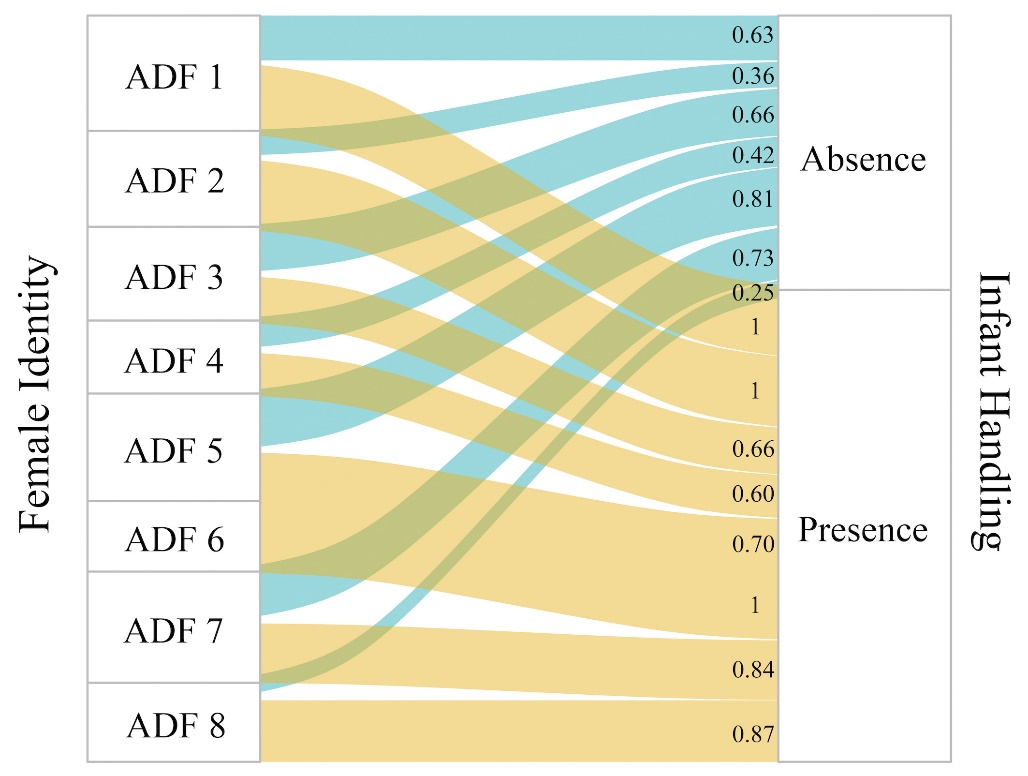 Female Identity
ADF 1
ADF 2
ADF 3
ADF 4
ADF 5
ADF 6
ADF 7
ADF 8
0.63
0.36
0.66
0.42
0.81
0.73
0.25
1
1
0.66
0.60
0.70
1
0.84
0.87
Absence
Presence
Infant Handling